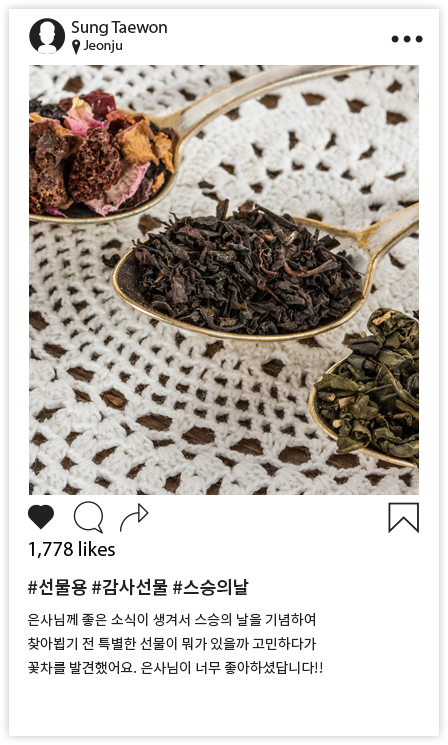 Sung Taewon
Jeonju
1,778 likes
#선물용 #감사선물 #스승의날
은사님께 좋은 소식이 생겨서 스승의 날을 기념하여
찾아뵙기 전 특별한 선물이 뭐가 있을까 고민하다가
꽃차를 발견했어요. 은사님이 너무 좋아하셨답니다!!